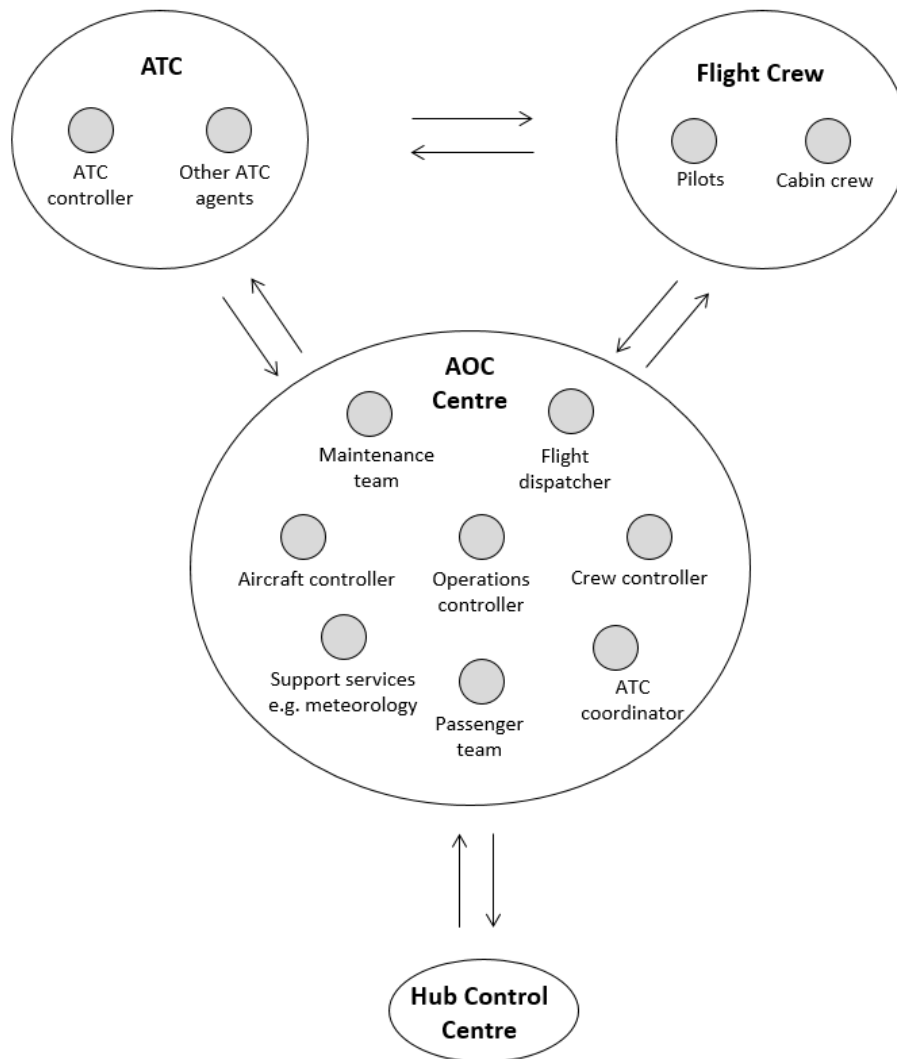 ATC
Flight Crew
ATC
controller
Other ATC
agents
Pilots
Cabin crew
AOC
Centre
Maintenance
team
Flight
dispatcher
Aircraft controller
Operations
controller
Crew controller
Support services
e.g. meteorology
Passenger
team
ATC
coordinator
Hub Control
Centre